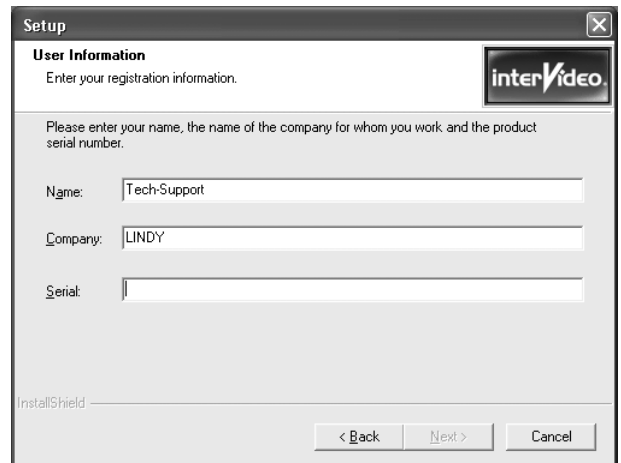 Setup
User Information
Enter your registration information.
interVideo.
Please enter your name, the name of the company for whom you work and the product
serial number.
Name: Tech-Support
Company: LINDY
Serial:
InstallShield
< Back Next > Cancel